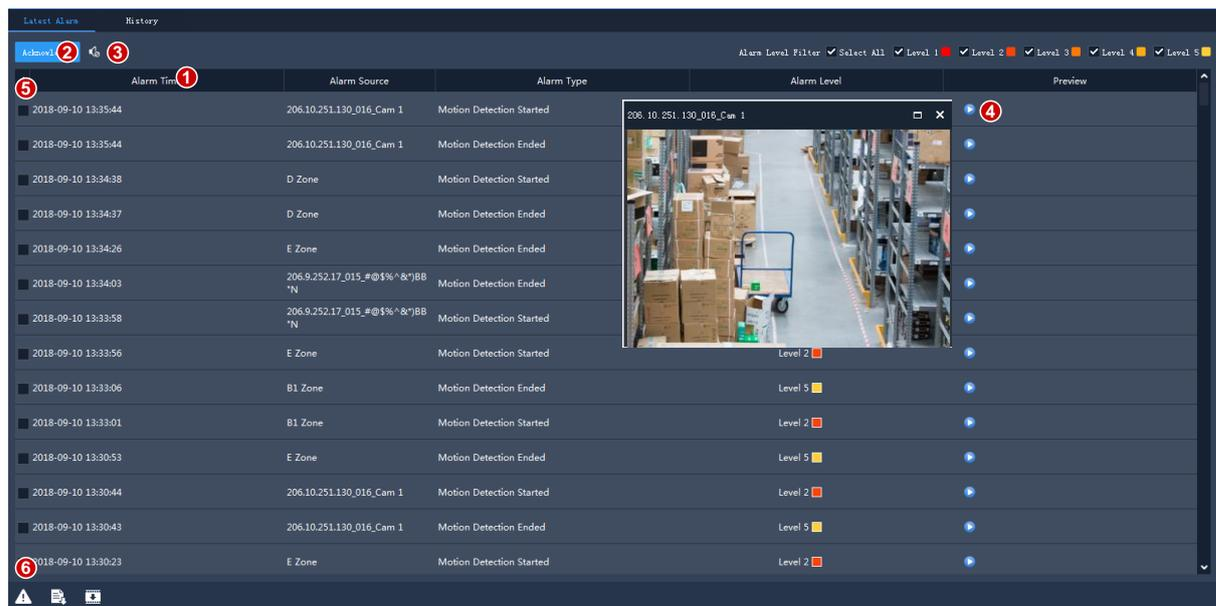 Latest Alarm History
2 3 Alarm Level Filter Select All Level 1 Level 2 Level 3 Level 4 Level 5
Alarm Tim 1 Alarm Source Alarm Type Alarm Level Preview
5
2018-09-10 13:35:44 206.10.251.130_016_Cam 1 Motion Detection Started 4
206.10.251.130_016_Cam 1
2018-09-10 13:35:44 206.10.251.130_016_Cam 1 Motion Detection Ended
2018-09-10 13:34:38 D Zone Motion Detection Started
2018-09-10 13:34:37 D Zone Motion Detection Ended
2018-09-10 13:34:26 E Zone Motion Detection Ended
2018-09-10 13:34:03 206.9.252.17_015_#@$%^&*)BB Motion Detection Ended
*N
2018-09-10 13:33:58 206.9.252.17_015_#@$%^&*)BB Motion Detection Started
*N
2018-09-10 13:33:56 E Zone Motion Detection Started Level 2
2018-09-10 13:33:06 B1 Zone Motion Detection Ended Level 5
2018-09-10 13:33:01 B1 Zone Motion Detection Started Level 2
2018-09-10 13:30:53 E Zone Motion Detection Ended Level 5
2018-09-10 13:30:44 206.10.251.130_016_Cam 1 Motion Detection Started Level 2
2018-09-10 13:30:43 206.10.251.130_016_Cam 1 Motion Detection Ended Level 5
6 018-09-10 13:30:23 E Zone Motion Detection Started Level 2